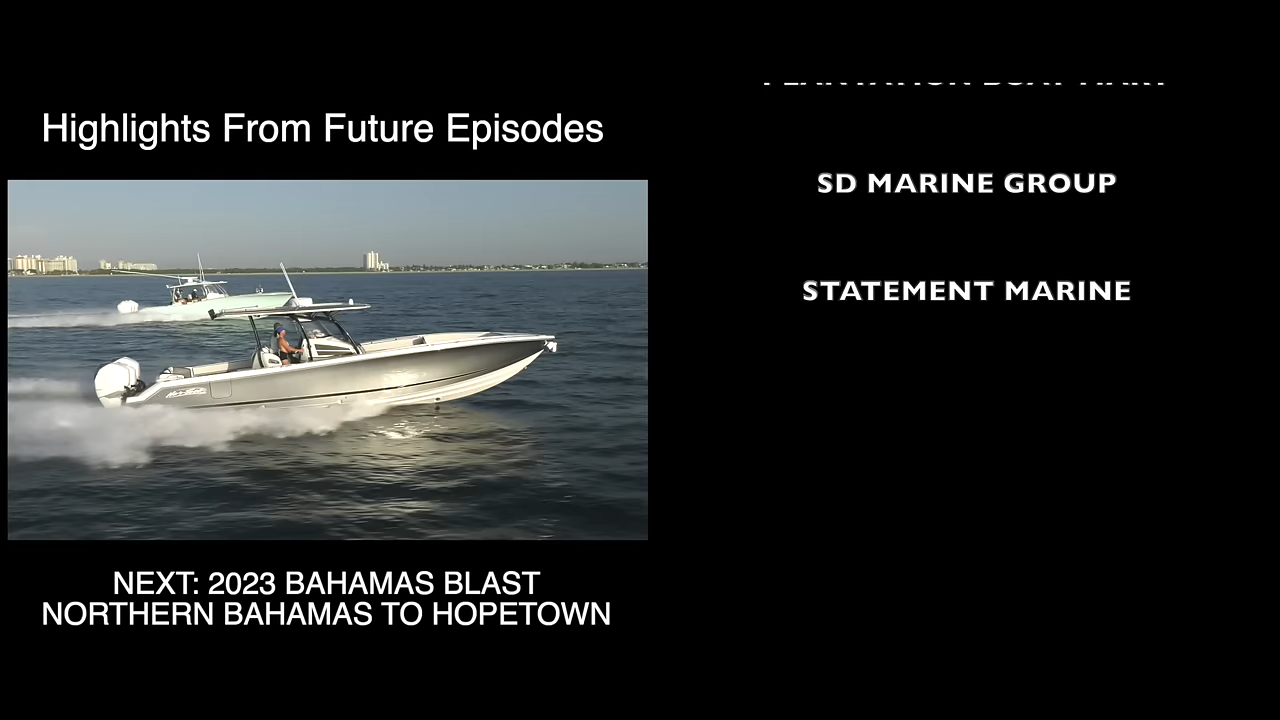 Highlights From Future Episodes
NEXT: 2023 BAHAMAS BLAST
NORTHERN BAHAMAS TO HOPETOWN
SD MARINE GROUP
STATEMENT MARINE